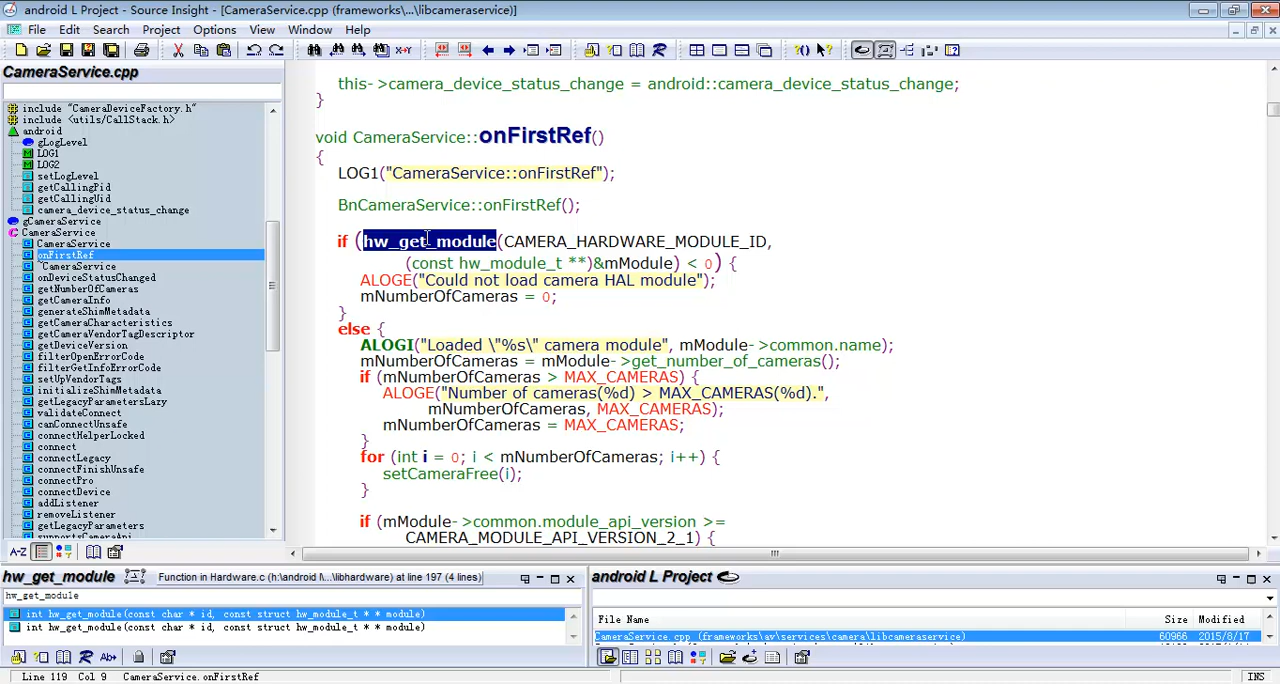 android L Project - Source Insight - [CameraService.cpp (frameworks\...\libcameraservice)]
File Edit Search Project Options View Window Help
CameraService.cpp
include "CameraDeviceFactory.h"
include <utils/CallStack.h>
android
gLogLevel
LOG1
LOG2
setLogLevel
getCallingPid
getCallingUid
camera_device_status_change
gCameraService
CameraService
CameraService
onFirstRef
~CameraService
onDeviceStatusChanged
getNumberOfCameras
getCameraInfo
generateShimMetadata
getCameraCharacteristics
getCameraVendorTagDescriptor
getDeviceVersion
filterOpenErrorCode
filterGetInfoErrorCode
setUpVendorTags
initializeShimMetadata
getLegacyParametersLazy
validateConnect
canConnectUnsafe
connectHelperLocked
connect
connectLegacy
connectFinishUnsafe
connectPro
connectDevice
addListener
removeListener
getLegacyParameters
supportsCameraApi
this->camera_device_status_change = android::camera_device_status_change;
}
void CameraService::onFirstRef()
{
LOG1("CameraService::onFirstRef");
BnCameraService::onFirstRef();
if (hw_get_module(CAMERA_HARDWARE_MODULE_ID,
(const hw_module_t **)&mModule) < 0) {
ALOGE("Could not load camera HAL module");
mNumberOfCameras = 0;
}
else {
ALOGI("Loaded \"%s\" camera module", mModule->common.name);
mNumberOfCameras = mModule->get_number_of_cameras();
if (mNumberOfCameras > MAX_CAMERAS) {
ALOGE("Number of cameras(%d) > MAX_CAMERAS(%d).",
mNumberOfCameras, MAX_CAMERAS);
mNumberOfCameras = MAX_CAMERAS;
}
for (int i = 0; i < mNumberOfCameras; i++) {
setCameraFree(i);
}
if (mModule->common.module_api_version >=
CAMERA_MODULE_API_VERSION_2_1) {
A-Z
hw_get_module Function in Hardware.c (h:\android l\...\libhardware) at line 197 (4 lines)
hw_get_module
int hw_get_module(const char * id, const struct hw_module_t * * module)
int hw_get_module(const char * id, const struct hw_module_t * * module)
android L Project
File Name Size Modified
CameraService.cpp (frameworks\av\services\camera\libcameraservice) 60966 2015/8/17
Line 119 Col 9 CameraService.onFirstRef INS